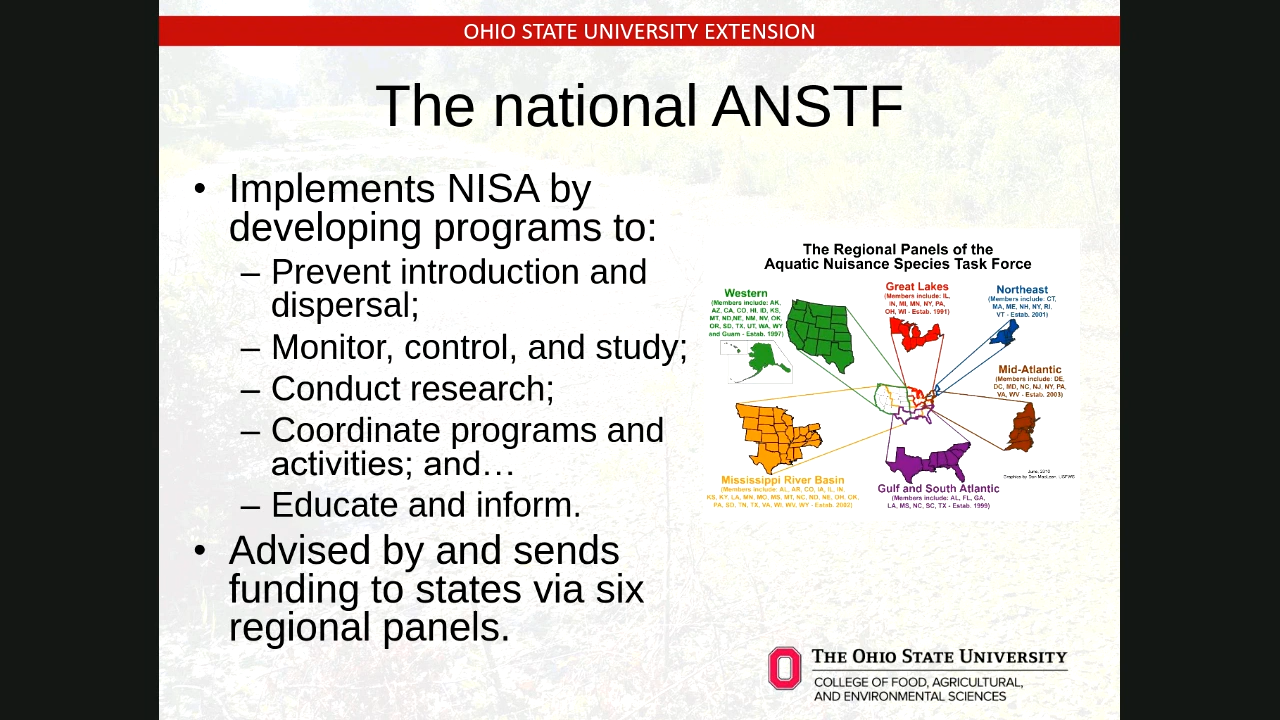 OHIO STATE UNIVERSITY EXTENSION
The national ANSTF
• Implements NISA by
developing programs to:
– Prevent introduction and
dispersal;
– Monitor, control, and study;
– Conduct research;
– Coordinate programs and
activities; and…
– Educate and inform.
• Advised by and sends
funding to states via six
regional panels.
The Regional Panels of the
Aquatic Nuisance Species Task Force
Western
(Members include: AK,
AZ, CA, CO, HI, ID, KS,
MT, ND, NE, NM, NV, OK,
OR, SD, TX, UT, WA, WY
and Guam - Estab. 1997)
Great Lakes
(Members include: IL,
IN, MI, MN, NY, PA,
OH, WI - Estab. 1991)
Northeast
(Members include: CT,
MA, ME, NH, NY, RI,
VT - Estab. 2001)
Mid-Atlantic
(Members include: DE,
DC, MD, NC, NJ, NY, PA,
VA, WV - Estab. 2003)
Mississippi River Basin
(Members include: AL, AR, CO, IA, IL, IN,
KS, KY, LA, MN, MO, MS, MT, NC, ND, NE, OH, OK,
PA, SD, TN, TX, VA, WI, WV, WY - Estab. 2002)
Gulf and South Atlantic
(Members include: AL, FL, GA,
LA, MS, NC, SC, TX - Estab. 1999)
June, 2010
Graphics by Don MacLean, USFWS
THE OHIO STATE UNIVERSITY
COLLEGE OF FOOD, AGRICULTURAL,
AND ENVIRONMENTAL SCIENCES